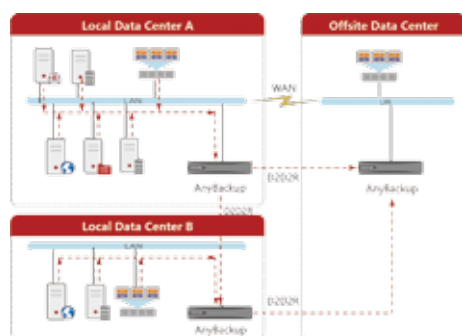 Local Data Center A
Offsite Data Center
LAN
WAN
AnyBackup
D2D2R
AnyBackup
D2D2R
Local Data Center B
LAN
D2D2R
AnyBackup